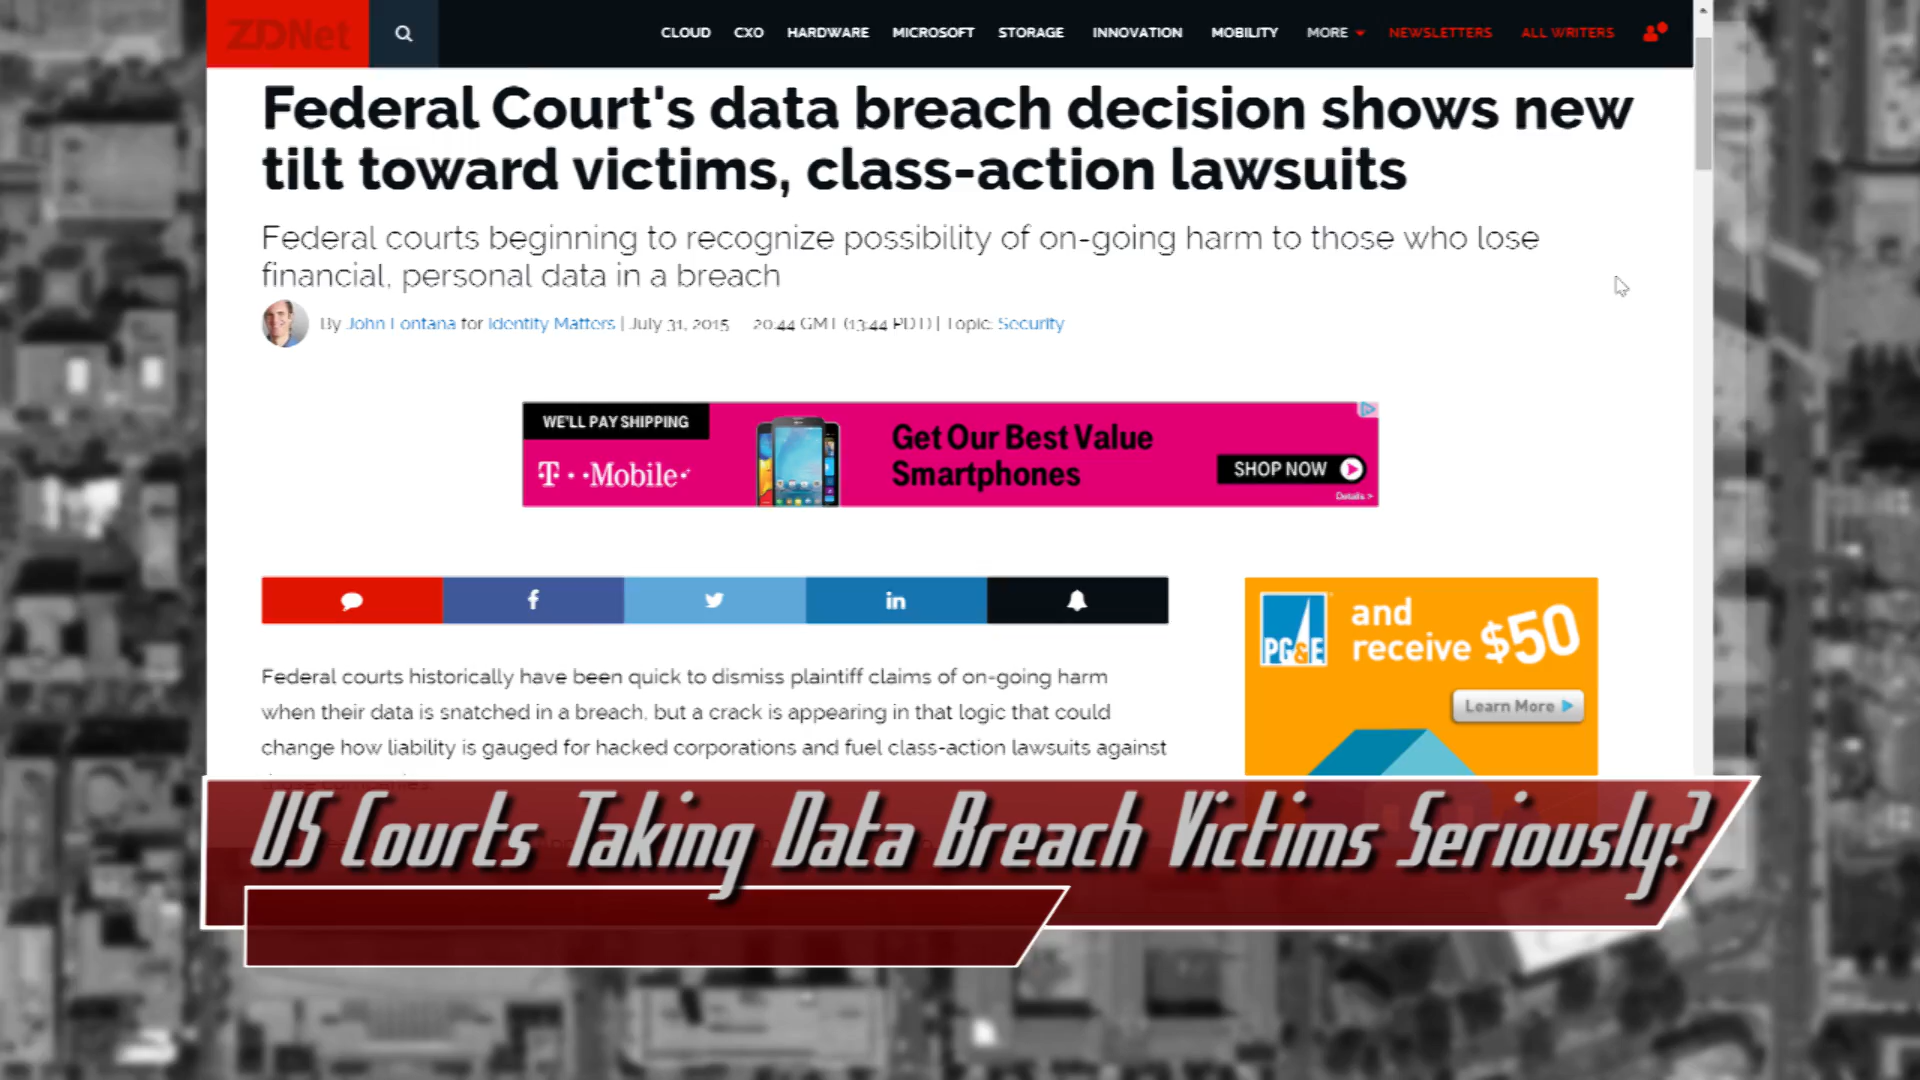 ZDNet
CLOUD CXO HARDWARE MICROSOFT STORAGE INNOVATION MOBILITY MORE NEWSLETTERS ALL WRITERS
Federal Court's data breach decision shows new
tilt toward victims, class-action lawsuits
Federal courts beginning to recognize possibility of on-going harm to those who lose
financial, personal data in a breach
By John Fontana for Identity Matters | July 31, 2015 20:44 GMT (13:44 PDT) | Topic: Security
WE'LL PAY SHIPPING
T··Mobile·
Get Our Best Value
Smartphones
SHOP NOW
Details >
f
in
PG&E
and
receive $50
Learn More
Federal courts historically have been quick to dismiss plaintiff claims of on-going harm
when their data is snatched in a breach, but a crack is appearing in that logic that could
change how liability is gauged for hacked corporations and fuel class-action lawsuits against
those companies.
US Courts Taking Data Breach Victims Seriously?